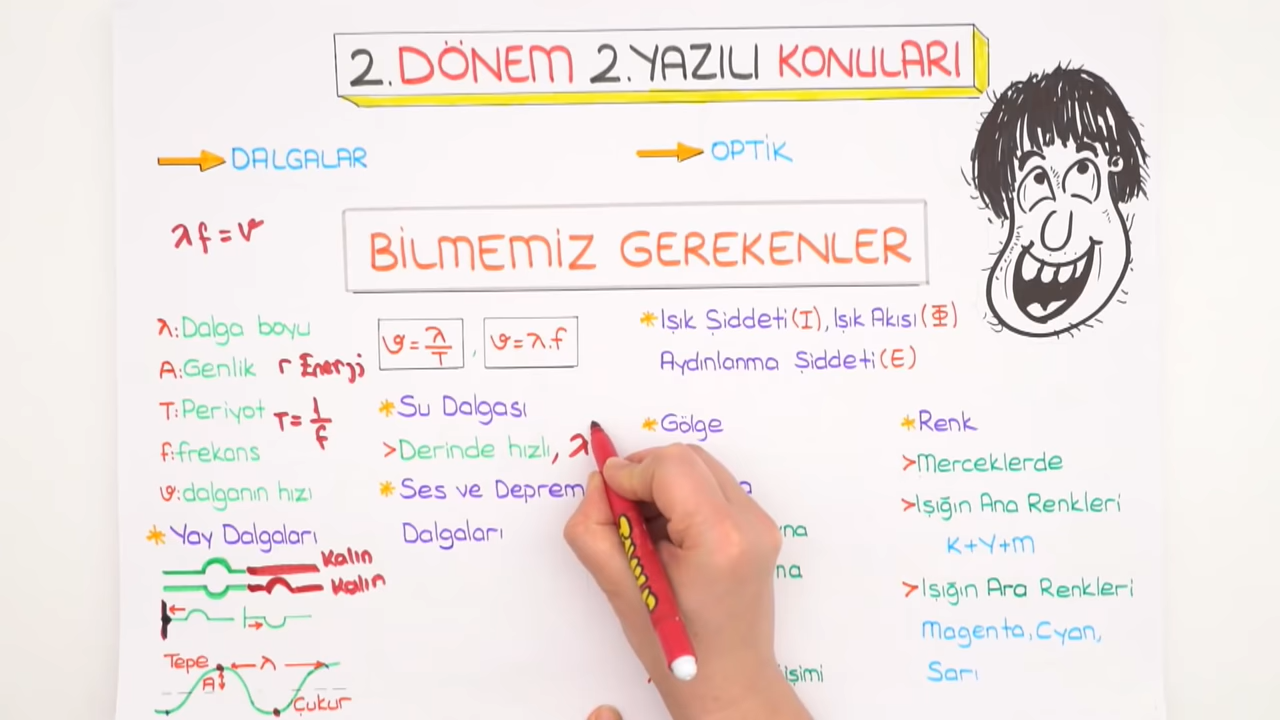 2. DÖNEM 2. YAZILI KONULARI
DALGALAR
OPTİK
λf=v
BİLMEMİZ GEREKENLER
λ: Dalga boyu
A: Genlik r Enerji
T: Periyot T=1/f
f: frekans
ϑ: dalganın hızı
* Yay Dalgaları
Kalın
Kalın
Tepe λ
A
Çukur
ϑ=λ/T , ϑ=λ.f
* Su Dalgası
> Derinde hızlı, λ
* Ses ve Deprem
Dalgaları
* Işık Şiddeti (I), Işık Akısı (Φ)
Aydınlanma Şiddeti (E)
* Gölge
* Renk
> Merceklerde
> Işığın Ana Renkleri
K+Y+M
> Işığın Ara Renkleri
Magenta, Cyan,
Sarı